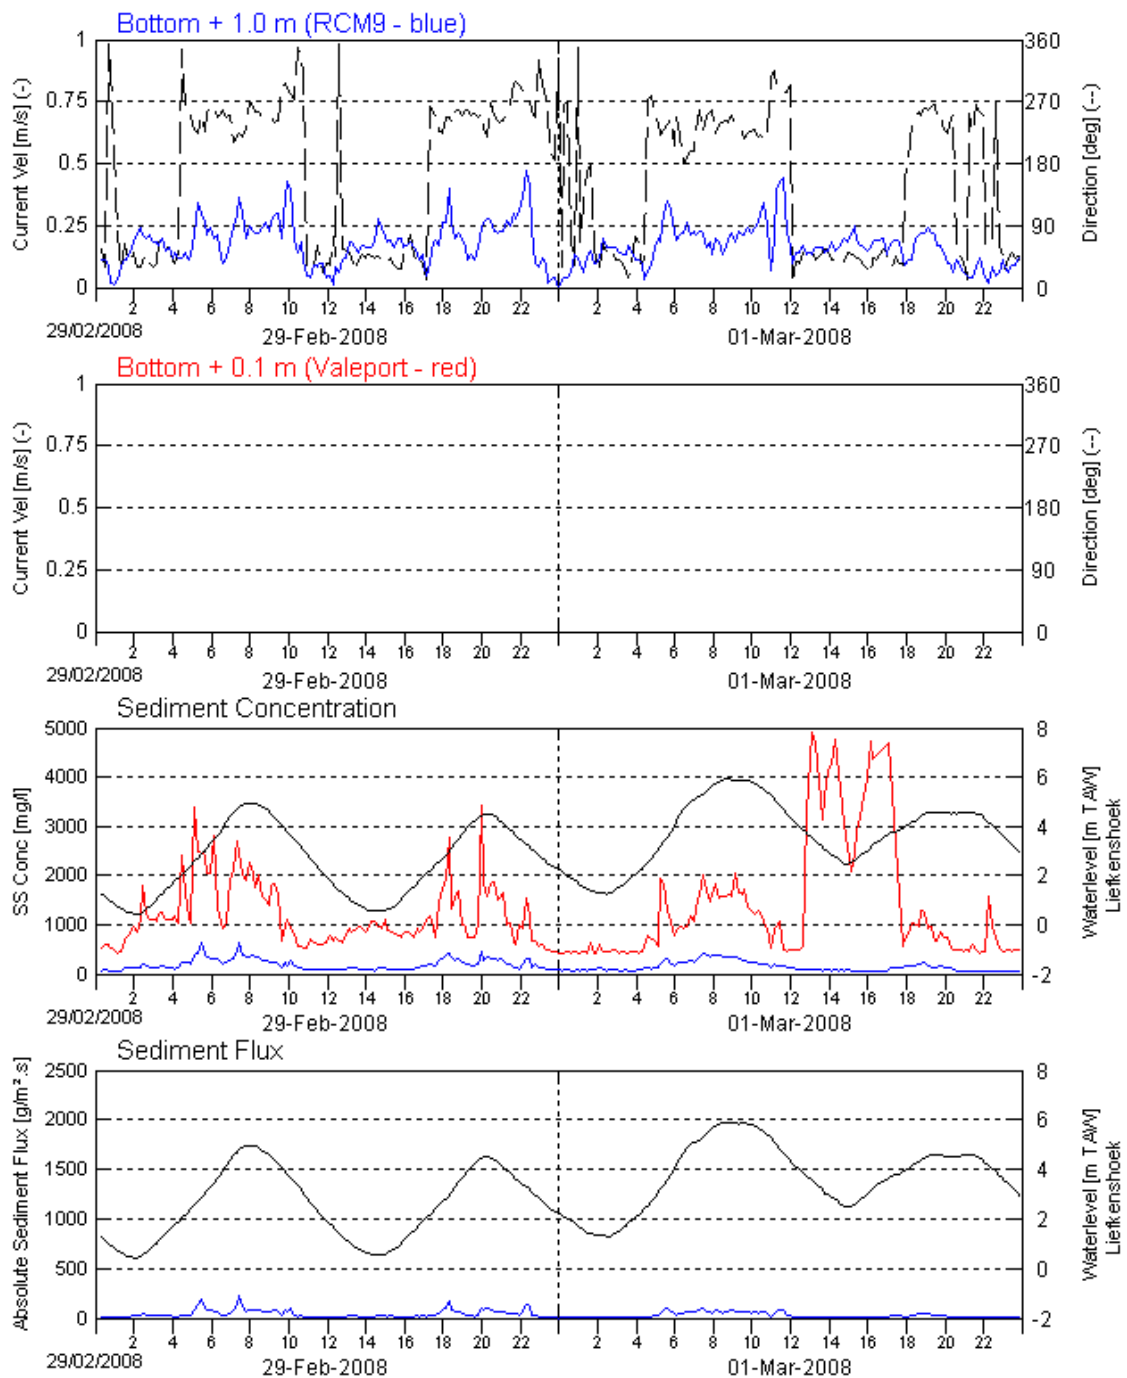 Bottom + 1.0 m (RCM9 - blue)
Current Vel [m/s] (-)
1
0.75
0.5
0.25
0
360
270
180
90
0
Direction [deg] (--)
2 4 6 8 10 12 14 16 18 20 22 2 4 6 8 10 12 14 16 18 20 22
29/02/2008
29-Feb-2008
01-Mar-2008
Bottom + 0.1 m (Valeport - red)
Current Vel [m/s] (-)
1
0.75
0.5
0.25
0
360
270
180
90
0
Direction [deg] (--)
2 4 6 8 10 12 14 16 18 20 22 2 4 6 8 10 12 14 16 18 20 22
29/02/2008
29-Feb-2008
01-Mar-2008
Sediment Concentration
SS Conc [mg/l]
5000
4000
3000
2000
1000
0
8
6
4
2
0
-2
Waterlevel [m TAW]
Liefkenshoek
2 4 6 8 10 12 14 16 18 20 22 2 4 6 8 10 12 14 16 18 20 22
29/02/2008
29-Feb-2008
01-Mar-2008
Sediment Flux
Absolute Sediment Flux [g/m².s]
2500
2000
1500
1000
500
0
8
6
4
2
0
-2
Waterlevel [m TAW]
Liefkenshoek
2 4 6 8 10 12 14 16 18 20 22 2 4 6 8 10 12 14 16 18 20 22
29/02/2008
29-Feb-2008
01-Mar-2008